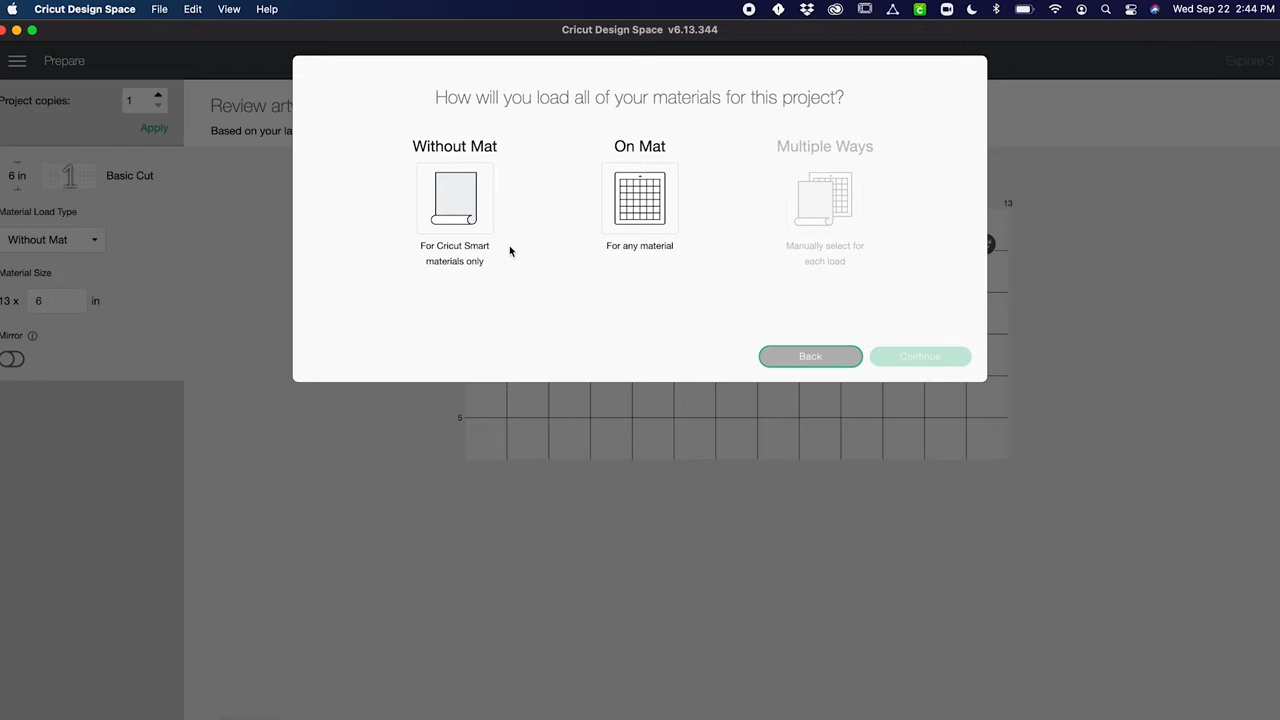 Cricut Design Space File Edit View Help Wed Sep 22 2:44 PM
Cricut Design Space v6.13.344
Prepare
Explore 3
Project copies: 1
Apply
6 in 1 Basic Cut
Material Load Type
Without Mat
Material Size
13 x 6 in
Mirror
Review
Based on your
How will you load all of your materials for this project?
Without Mat
For Cricut Smart
materials only
On Mat
For any material
Multiple Ways
Manually select for
each load
Back Continue
13
5